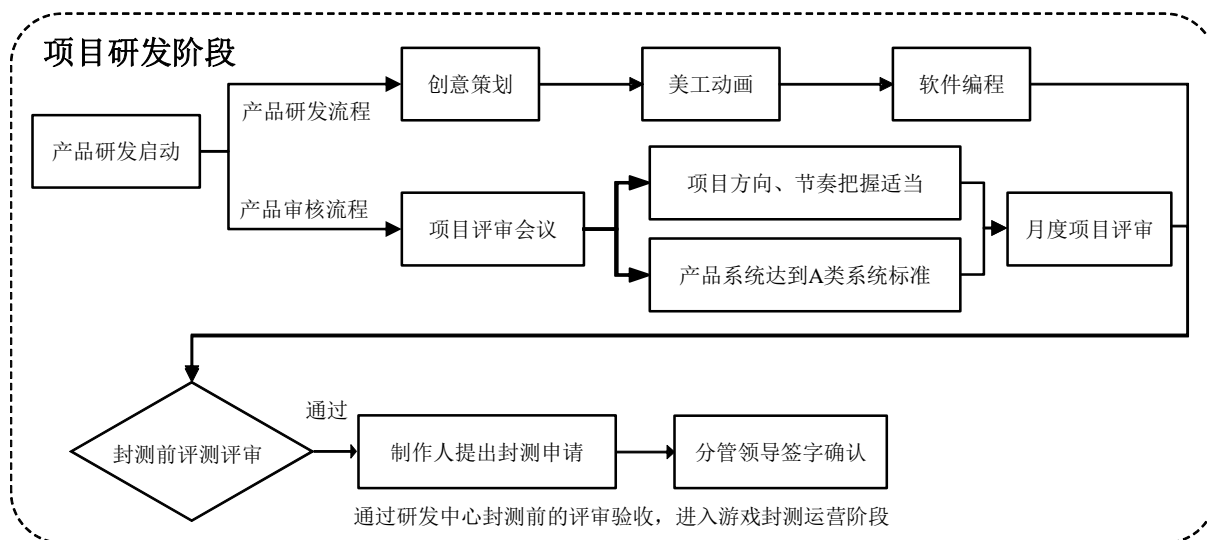 项目研发阶段
创意策划
美工动画
软件编程
产品研发流程
产品研发启动
项目方向、节奏把握适当
产品审核流程
项目评审会议
月度项目评审
产品系统达到A类系统标准
通过
封测前评测评审
制作人提出封测申请
分管领导签字确认
通过研发中心封测前的评审验收，进入游戏封测运营阶段